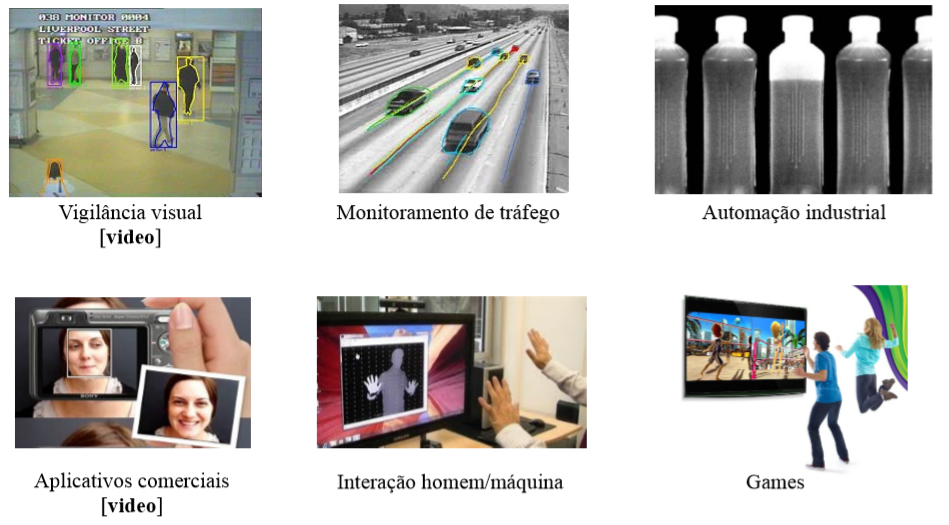 038 MONITOR 0004
LIVERPOOL STREET
TICKET OFFICE B
Vigilância visual
[video]
Monitoramento de tráfego
Automação industrial
SONY
Aplicativos comerciais
[video]
Interação homem/máquina
Games